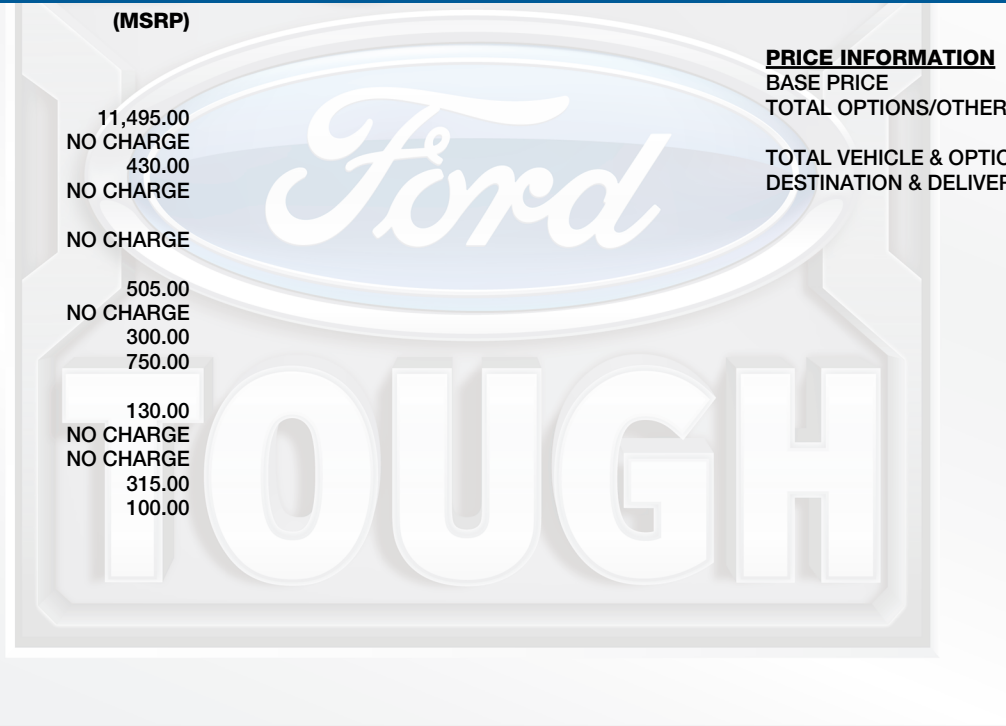 (MSRP)
11,495.00
NO CHARGE
430.00
NO CHARGE
NO CHARGE
505.00
NO CHARGE
300.00
750.00
130.00
NO CHARGE
NO CHARGE
315.00
100.00
PRICE INFORMATION
BASE PRICE
TOTAL OPTIONS/OTHER
TOTAL VEHICLE & OPTIO
DESTINATION & DELIVER
Ford
TOUGH